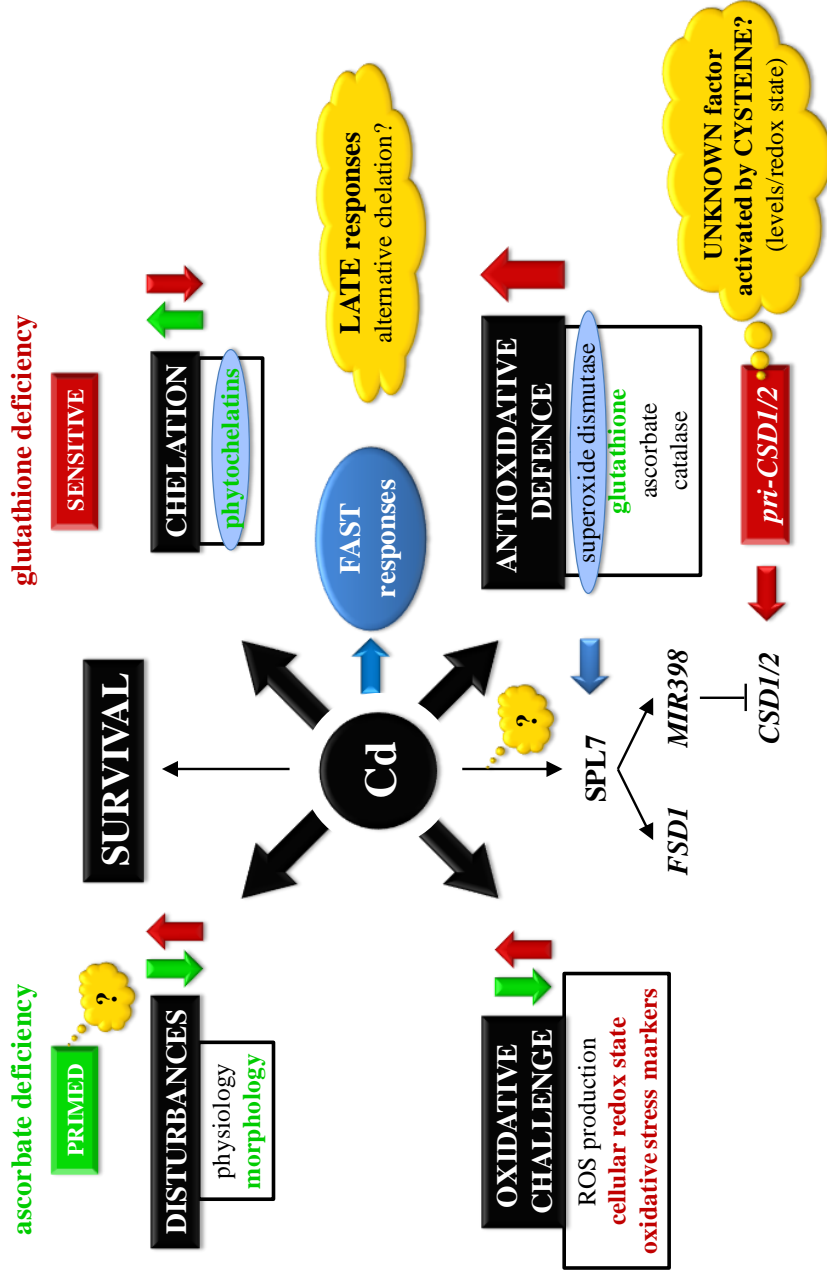 ascorbate deficiency
glutathione deficiency
PRIMED
?
SURVIVAL
SENSITIVE
DISTURBANCES
physiology
morphology
CHELATION
phytochelatins
Cd
FAST
responses
LATE responses
alternative chelation?
?
OXIDATIVE
CHALLENGE
ROS production
cellular redox state
oxidative stress markers
SPL7
FSD1
MIR398
CSD1/2
ANTIOXIDATIVE
DEFENCE
superoxide dismutase
glutathione
ascorbate
catalase
pri-CSD1/2
UNKNOWN factor
activated by CYSTEINE?
(levels/redox state)